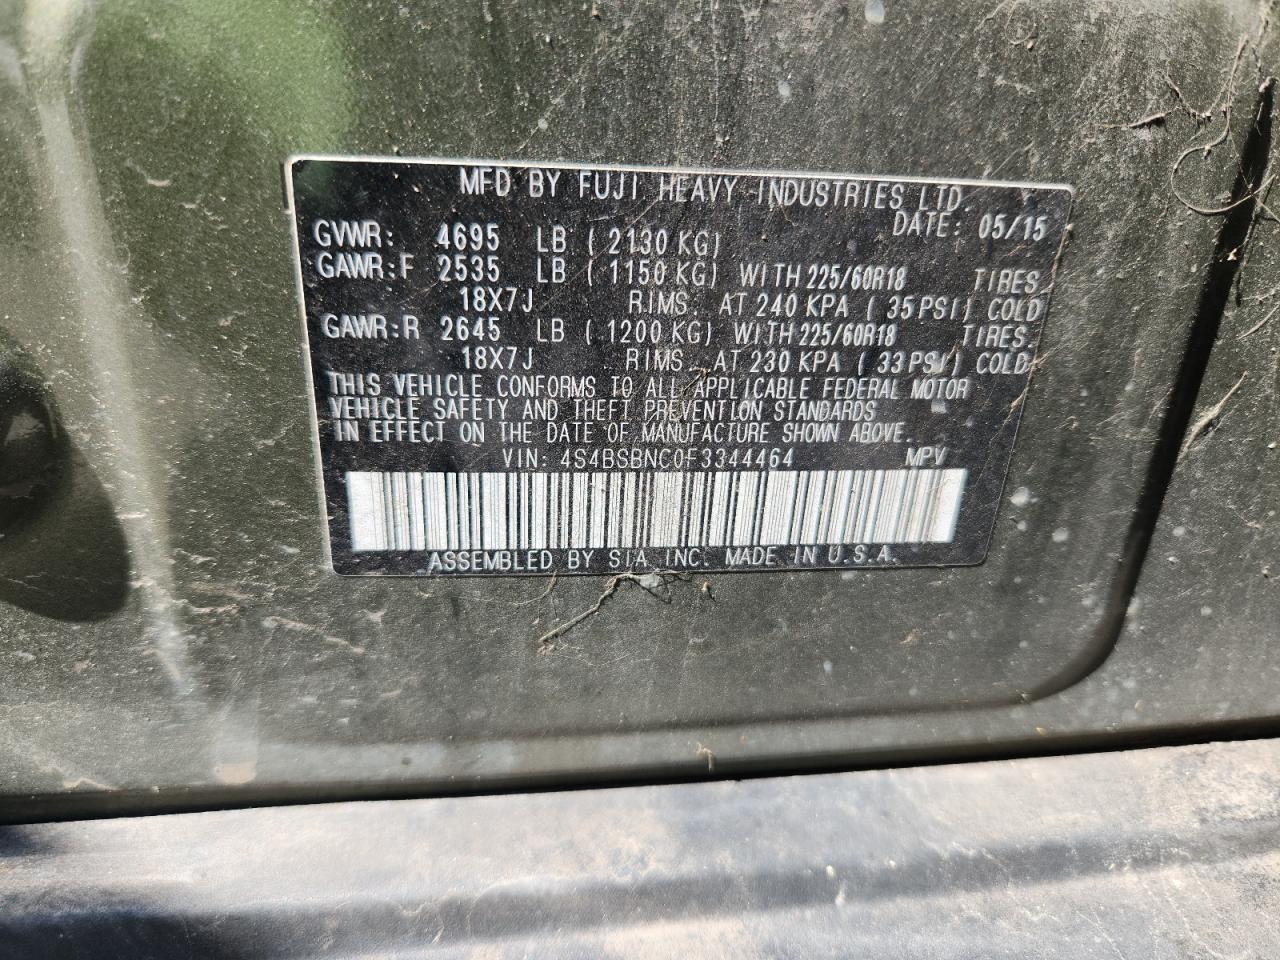 MFD BY FUJI HEAVY INDUSTRIES LTD.
DATE: 05/15
GVWR: 4695 LB ( 2130 KG)
GAWR:F 2535 LB ( 1150 KG) WITH 225/60R18 TIRES.
18X7J RIMS. AT 240 KPA ( 35 PSI) COLD
GAWR:R 2645 LB ( 1200 KG) WITH 225/60R18 TIRES.
18X7J RIMS. AT 230 KPA ( 33 PSI) COLD
THIS VEHICLE CONFORMS TO ALL APPLICABLE FEDERAL MOTOR
VEHICLE SAFETY AND THEFT PREVENTION STANDARDS
IN EFFECT ON THE DATE OF MANUFACTURE SHOWN ABOVE.
VIN: 4S4BSBNC0F3344464 MPV
ASSEMBLED BY SIA INC. MADE IN U.S.A.